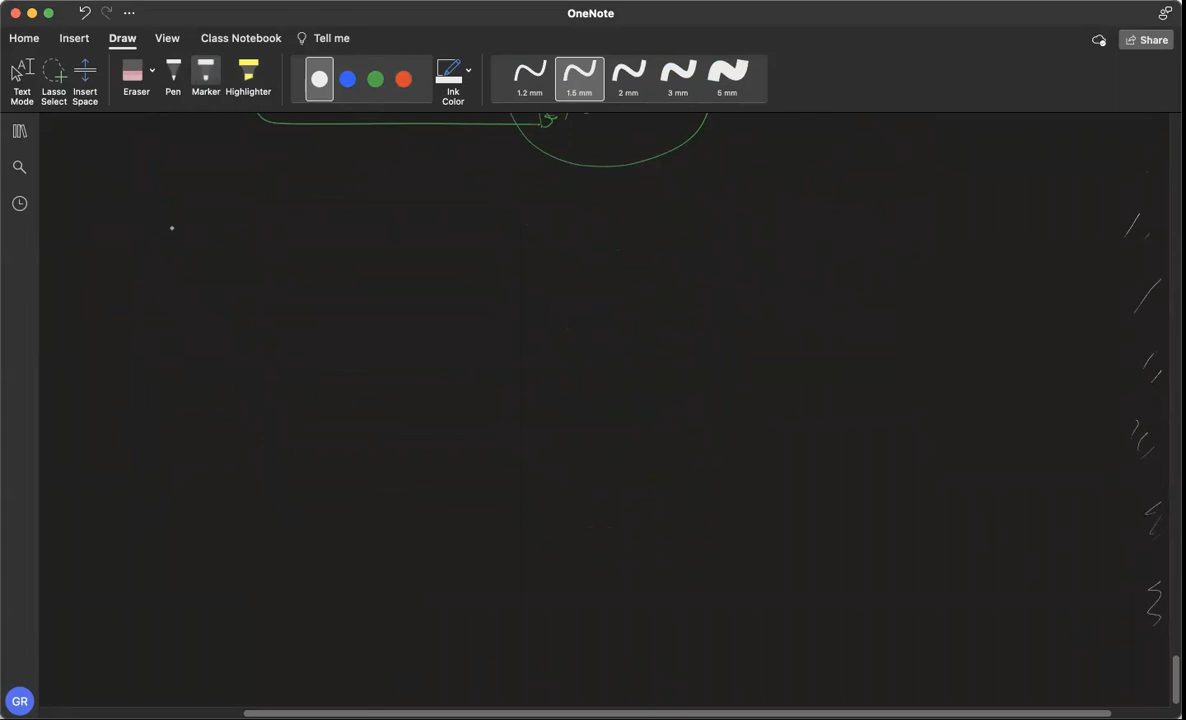 OneNote
Home Insert Draw View Class Notebook Tell me
Share
Text Mode
Lasso Select
Insert Space
Eraser
Pen
Marker
Highlighter
Ink Color
1.2 mm
1.5 mm
2 mm
3 mm
5 mm
GR